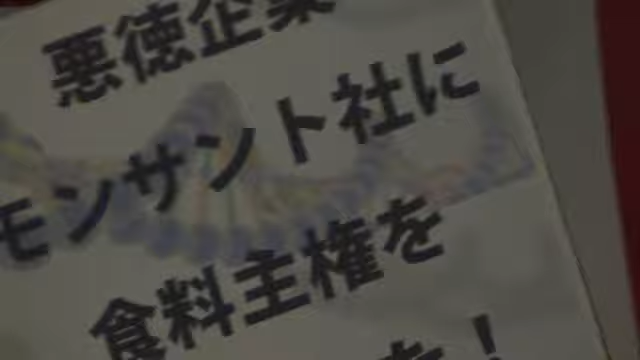 悪徳企業
モンサント社に
食料主権を
！